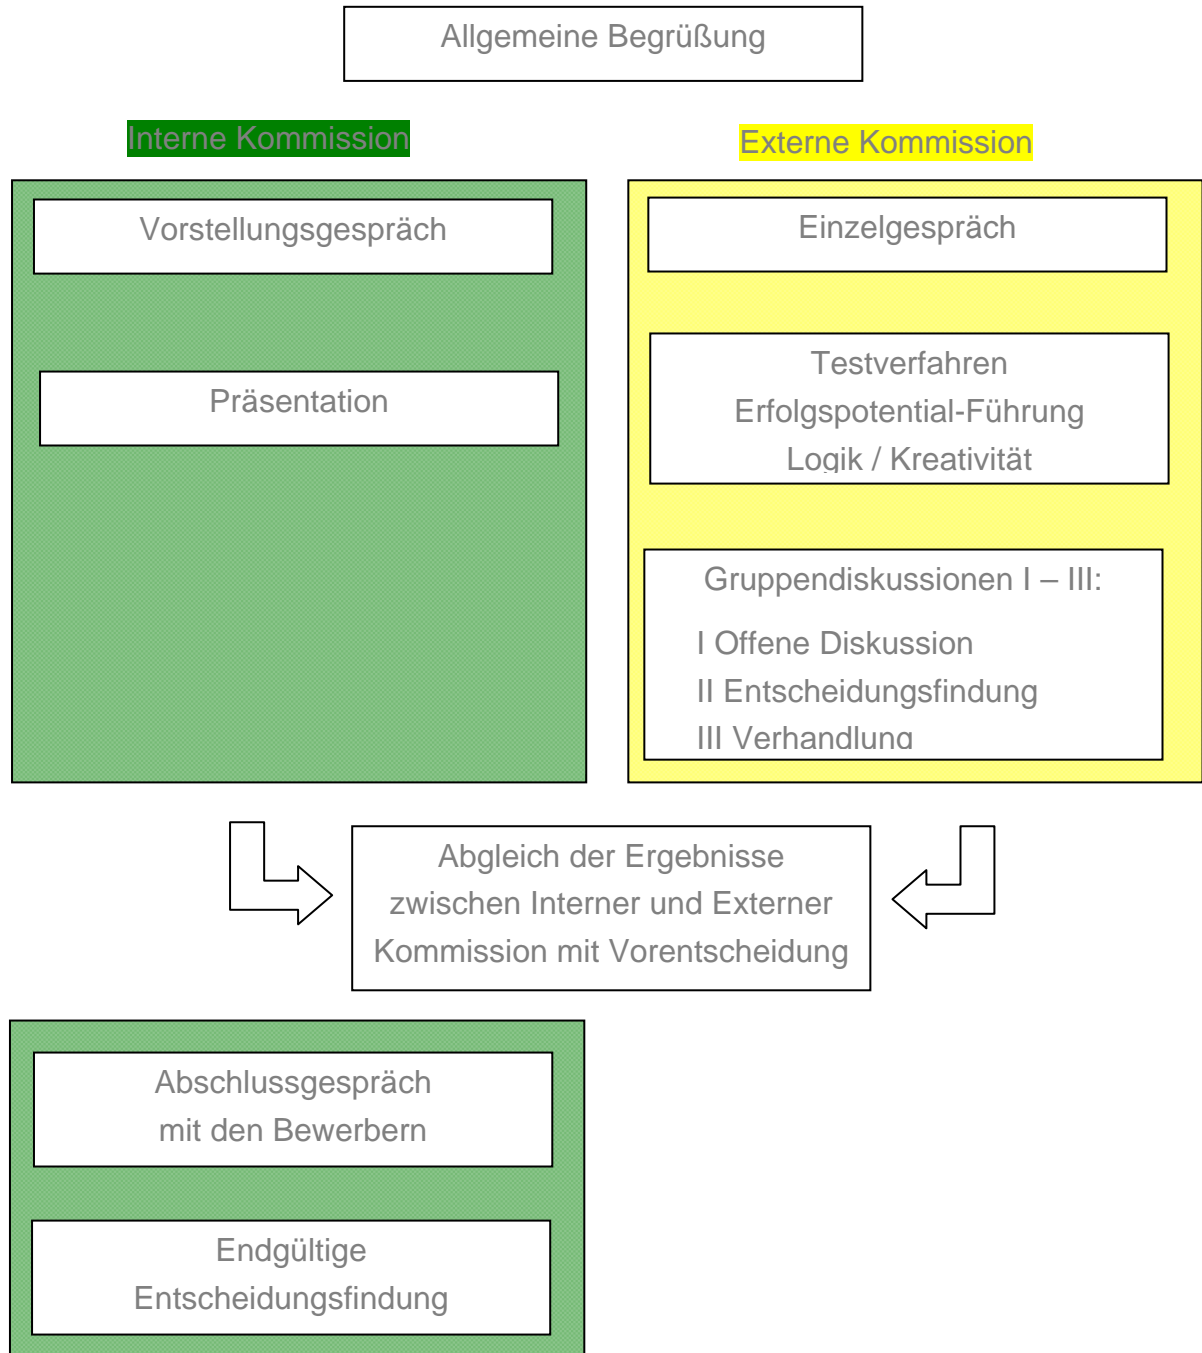 Allgemeine Begrüßung
Interne Kommission
Vorstellungsgespräch
Präsentation
Externe Kommission
Einzelgespräch
Testverfahren
Erfolgspotential-Führung
Logik / Kreativität
Gruppendiskussionen I – III:
I Offene Diskussion
II Entscheidungsfindung
III Verhandlung
Abgleich der Ergebnisse
zwischen Interner und Externer
Kommission mit Vorentscheidung
Abschlussgespräch
mit den Bewerbern
Endgültige
Entscheidungsfindung